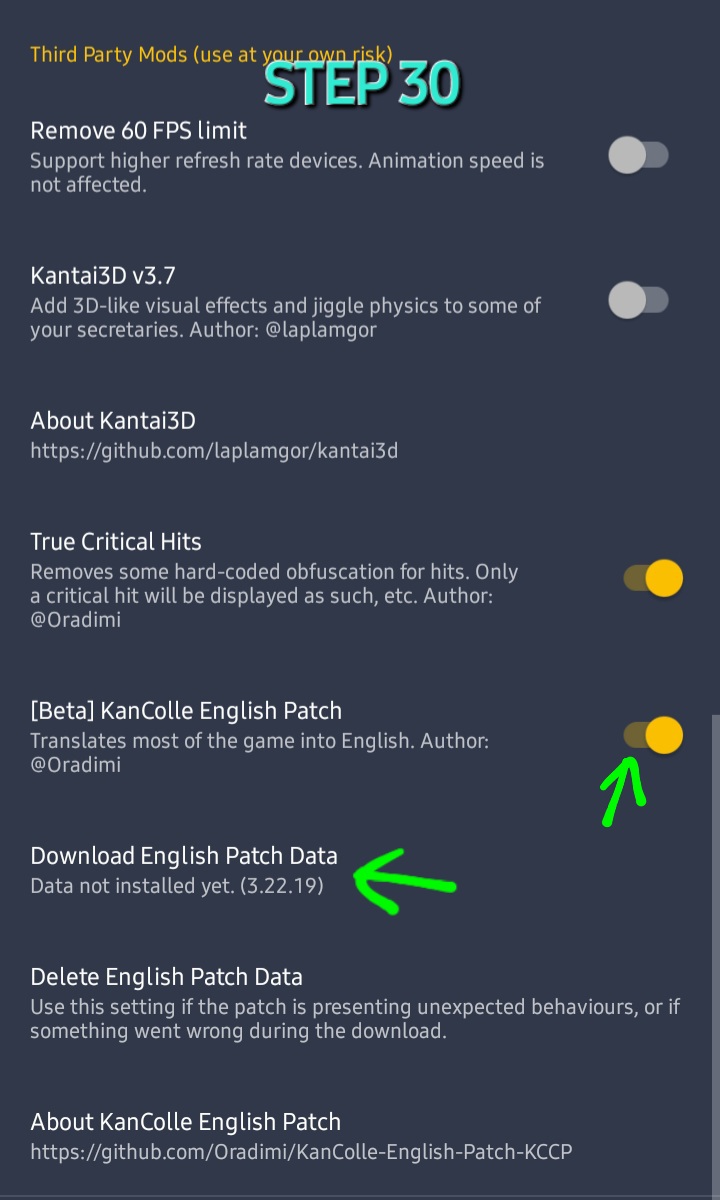 Third Party Mods (use at your own risk)
STEP 30
Remove 60 FPS limit
Support higher refresh rate devices. Animation speed is
not affected.
Kantai3D v3.7
Add 3D-like visual effects and jiggle physics to some of
your secretaries. Author: @laplamgor
About Kantai3D
https://github.com/laplamgor/kantai3d
True Critical Hits
Removes some hard-coded obfuscation for hits. Only
a critical hit will be displayed as such, etc. Author:
@Oradimi
[Beta] KanColle English Patch
Translates most of the game into English. Author:
@Oradimi
Download English Patch Data
Data not installed yet. (3.22.19)
Delete English Patch Data
Use this setting if the patch is presenting unexpected behaviours, or if
something went wrong during the download.
About KanColle English Patch
https://github.com/Oradimi/KanColle-English-Patch-KCCP